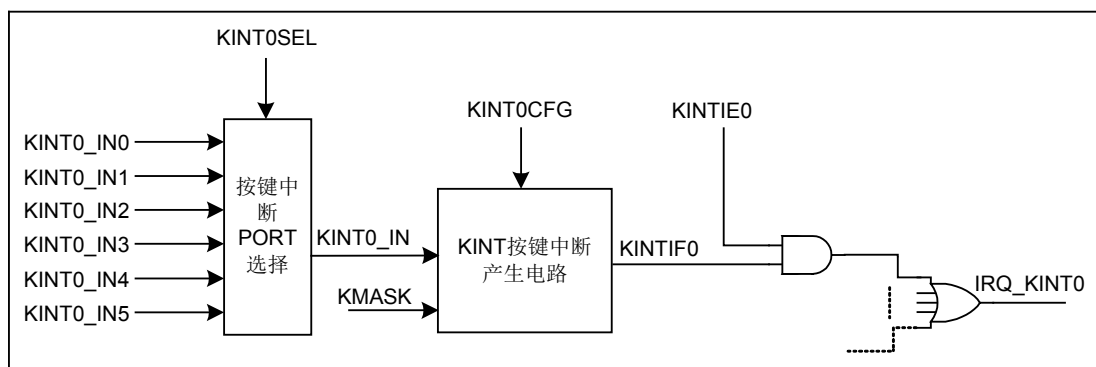 KINT0SEL
KINT0CFG
KINTIE0
KINT0_IN0
KINT0_IN1
KINT0_IN2
KINT0_IN3
KINT0_IN4
KINT0_IN5
按键中
断
PORT
选择
KINT0_IN
KMASK
KINT按键中断
产生电路
KINTIF0
IRQ_KINT0